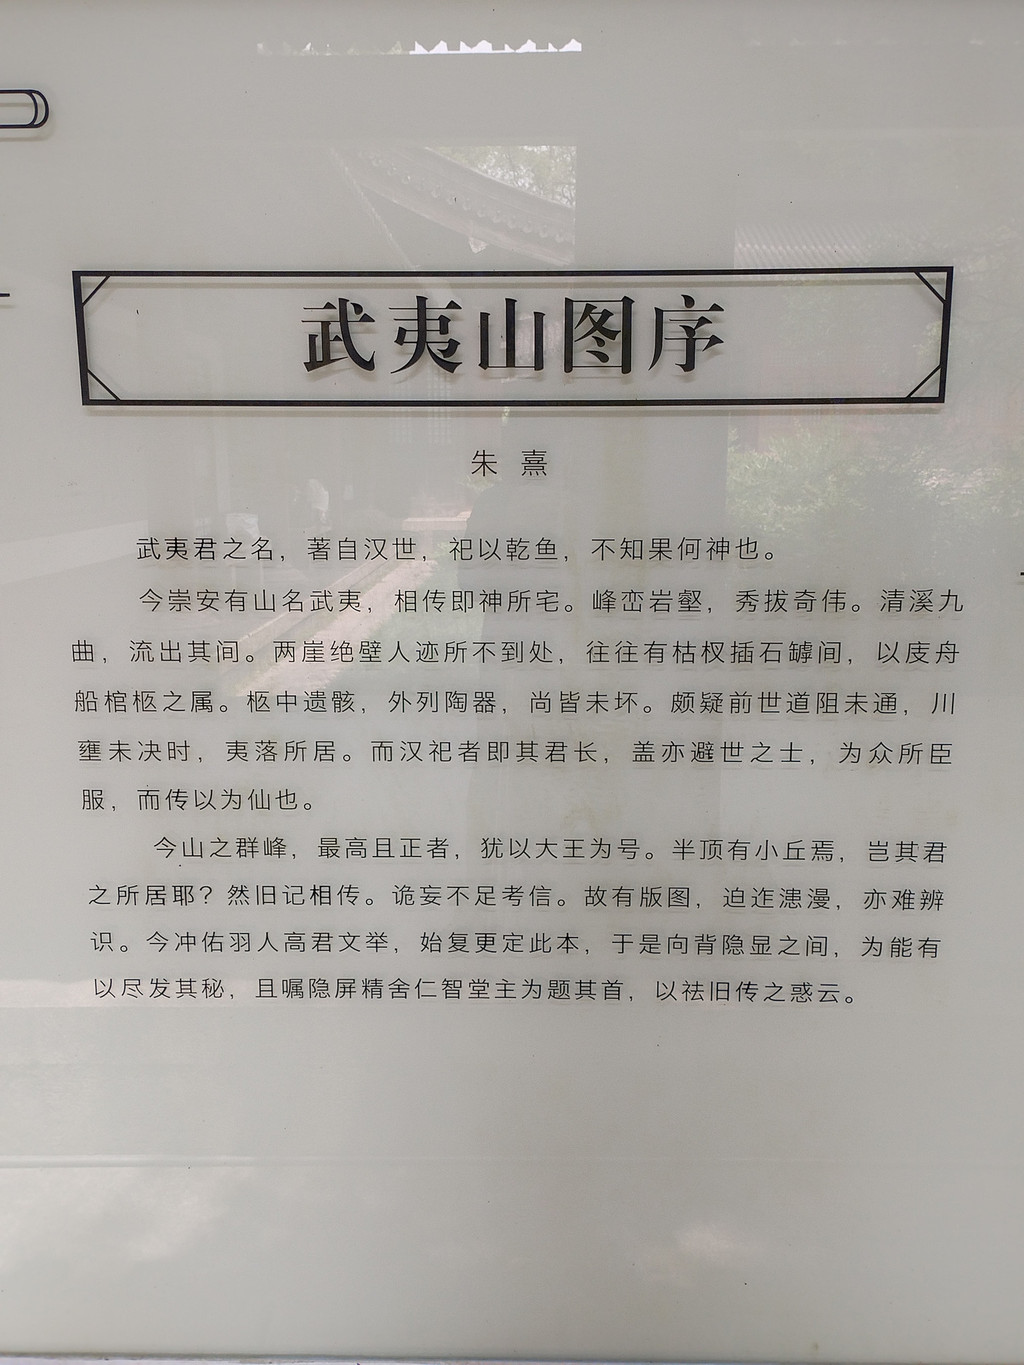 武夷山图序
朱熹
武夷君之名，著自汉世，祀以乾鱼，不知果何神也。
今崇安有山名武夷，相传即神所宅。峰峦岩壑，秀拔奇伟。清溪九
曲，流出其间。两崖绝壁人迹所不到处，往往有枯杈插石罅间，以庋舟
船棺柩之属。柩中遗骸，外列陶器，尚皆未坏。颇疑前世道阻未通，川
壅未决时，夷落所居。而汉祀者即其君长，盖亦避世之士，为众所臣
服，而传以为仙也。
今山之群峰，最高且正者，犹以大王为号。半顶有小丘焉，岂其君
之所居耶？然旧记相传。诡妄不足考信。故有版图，迫迮漶漫，亦难辨
识。今冲佑羽人高君文举，始复更定此本，于是向背隐显之间，为能有
以尽发其秘，且嘱隐屏精舍仁智堂主为题其首，以祛旧传之惑云。